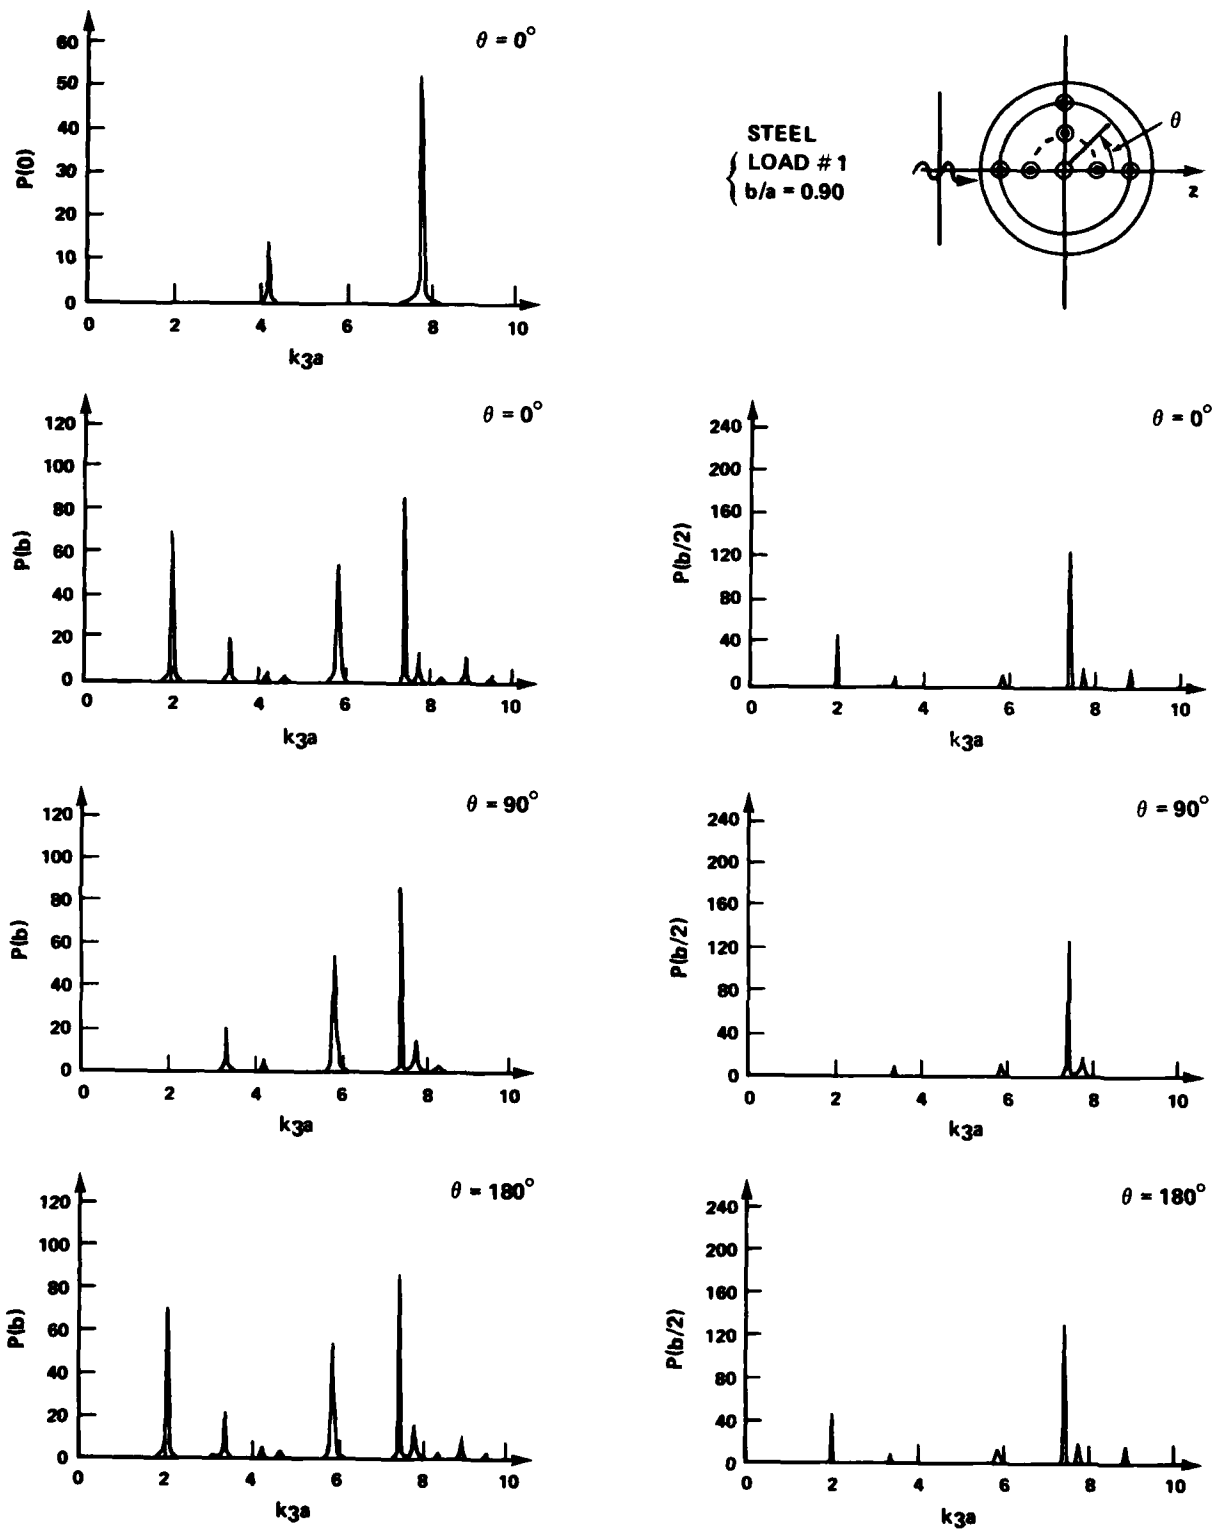 θ = 0°
60
50
40
30
20
10
0
P(0)
0 2 4 6 8 10
k3a
STEEL
LOAD # 1
b/a = 0.90
θ
z
θ = 0°
120
100
80
60
40
20
0
P(b)
0 2 4 6 8 10
k3a
θ = 0°
240
200
160
120
80
40
0
P(b/2)
0 2 4 6 8 10
k3a
θ = 90°
120
100
80
60
40
20
0
P(b)
0 2 4 6 8 10
k3a
θ = 90°
240
200
160
120
80
40
0
P(b/2)
0 2 4 6 8 10
k3a
θ = 180°
120
100
80
60
40
20
0
P(b)
0 2 4 6 8 10
k3a
θ = 180°
240
200
160
120
80
40
0
P(b/2)
0 2 4 6 8 10
k3a